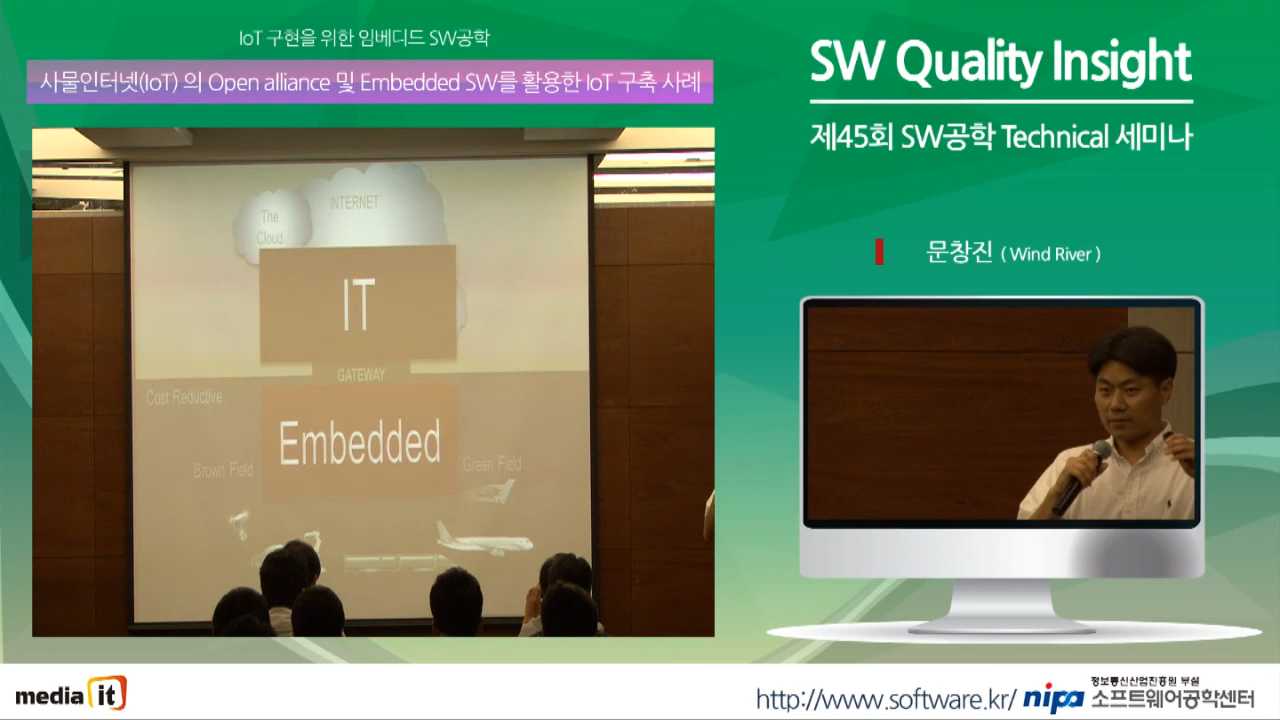 IoT 구현을 위한 임베디드 SW공학
사물인터넷(IoT) 의 Open alliance 및 Embedded SW를 활용한 IoT 구축 사례
SW Quality Insight
제45회 SW공학 Technical 세미나
문창진 ( Wind River )
INTERNET
The
Cloud
IT
GATEWAY
Cost Reductive
Embedded
Brown Field
Green Field
media it
http://www.software.kr/
nipa
정보통신산업진흥원 부설
소프트웨어공학센터